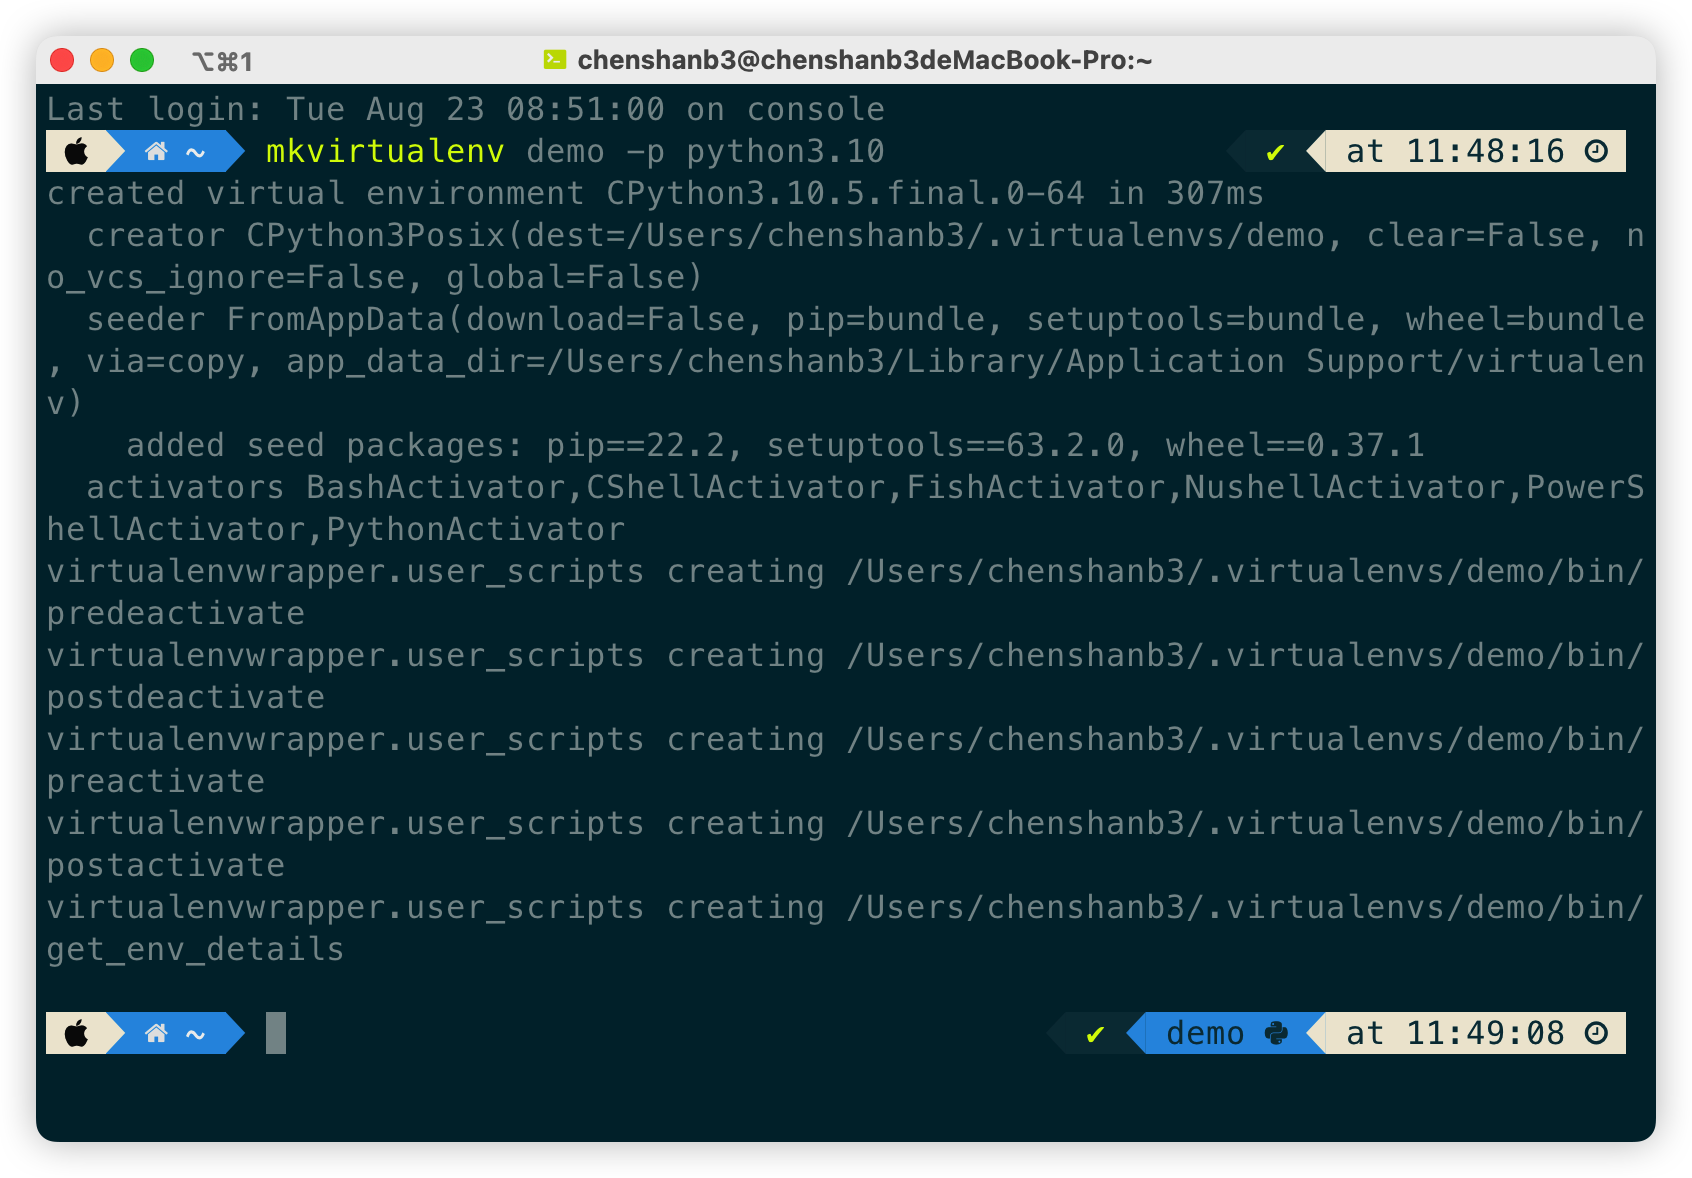 ⌥⌘1 chenshanb3@chenshanb3deMacBook-Pro:~
Last login: Tue Aug 23 08:51:00 on console
~ mkvirtualenv demo -p python3.10 ✔ at 11:48:16
created virtual environment CPython3.10.5.final.0-64 in 307ms
  creator CPython3Posix(dest=/Users/chenshanb3/.virtualenvs/demo, clear=False, n
o_vcs_ignore=False, global=False)
  seeder FromAppData(download=False, pip=bundle, setuptools=bundle, wheel=bundle
, via=copy, app_data_dir=/Users/chenshanb3/Library/Application Support/virtualen
v)
    added seed packages: pip==22.2, setuptools==63.2.0, wheel==0.37.1
  activators BashActivator,CShellActivator,FishActivator,NushellActivator,PowerS
hellActivator,PythonActivator
virtualenvwrapper.user_scripts creating /Users/chenshanb3/.virtualenvs/demo/bin/
predeactivate
virtualenvwrapper.user_scripts creating /Users/chenshanb3/.virtualenvs/demo/bin/
postdeactivate
virtualenvwrapper.user_scripts creating /Users/chenshanb3/.virtualenvs/demo/bin/
preactivate
virtualenvwrapper.user_scripts creating /Users/chenshanb3/.virtualenvs/demo/bin/
postactivate
virtualenvwrapper.user_scripts creating /Users/chenshanb3/.virtualenvs/demo/bin/
get_env_details
~ ✔ demo at 11:49:08